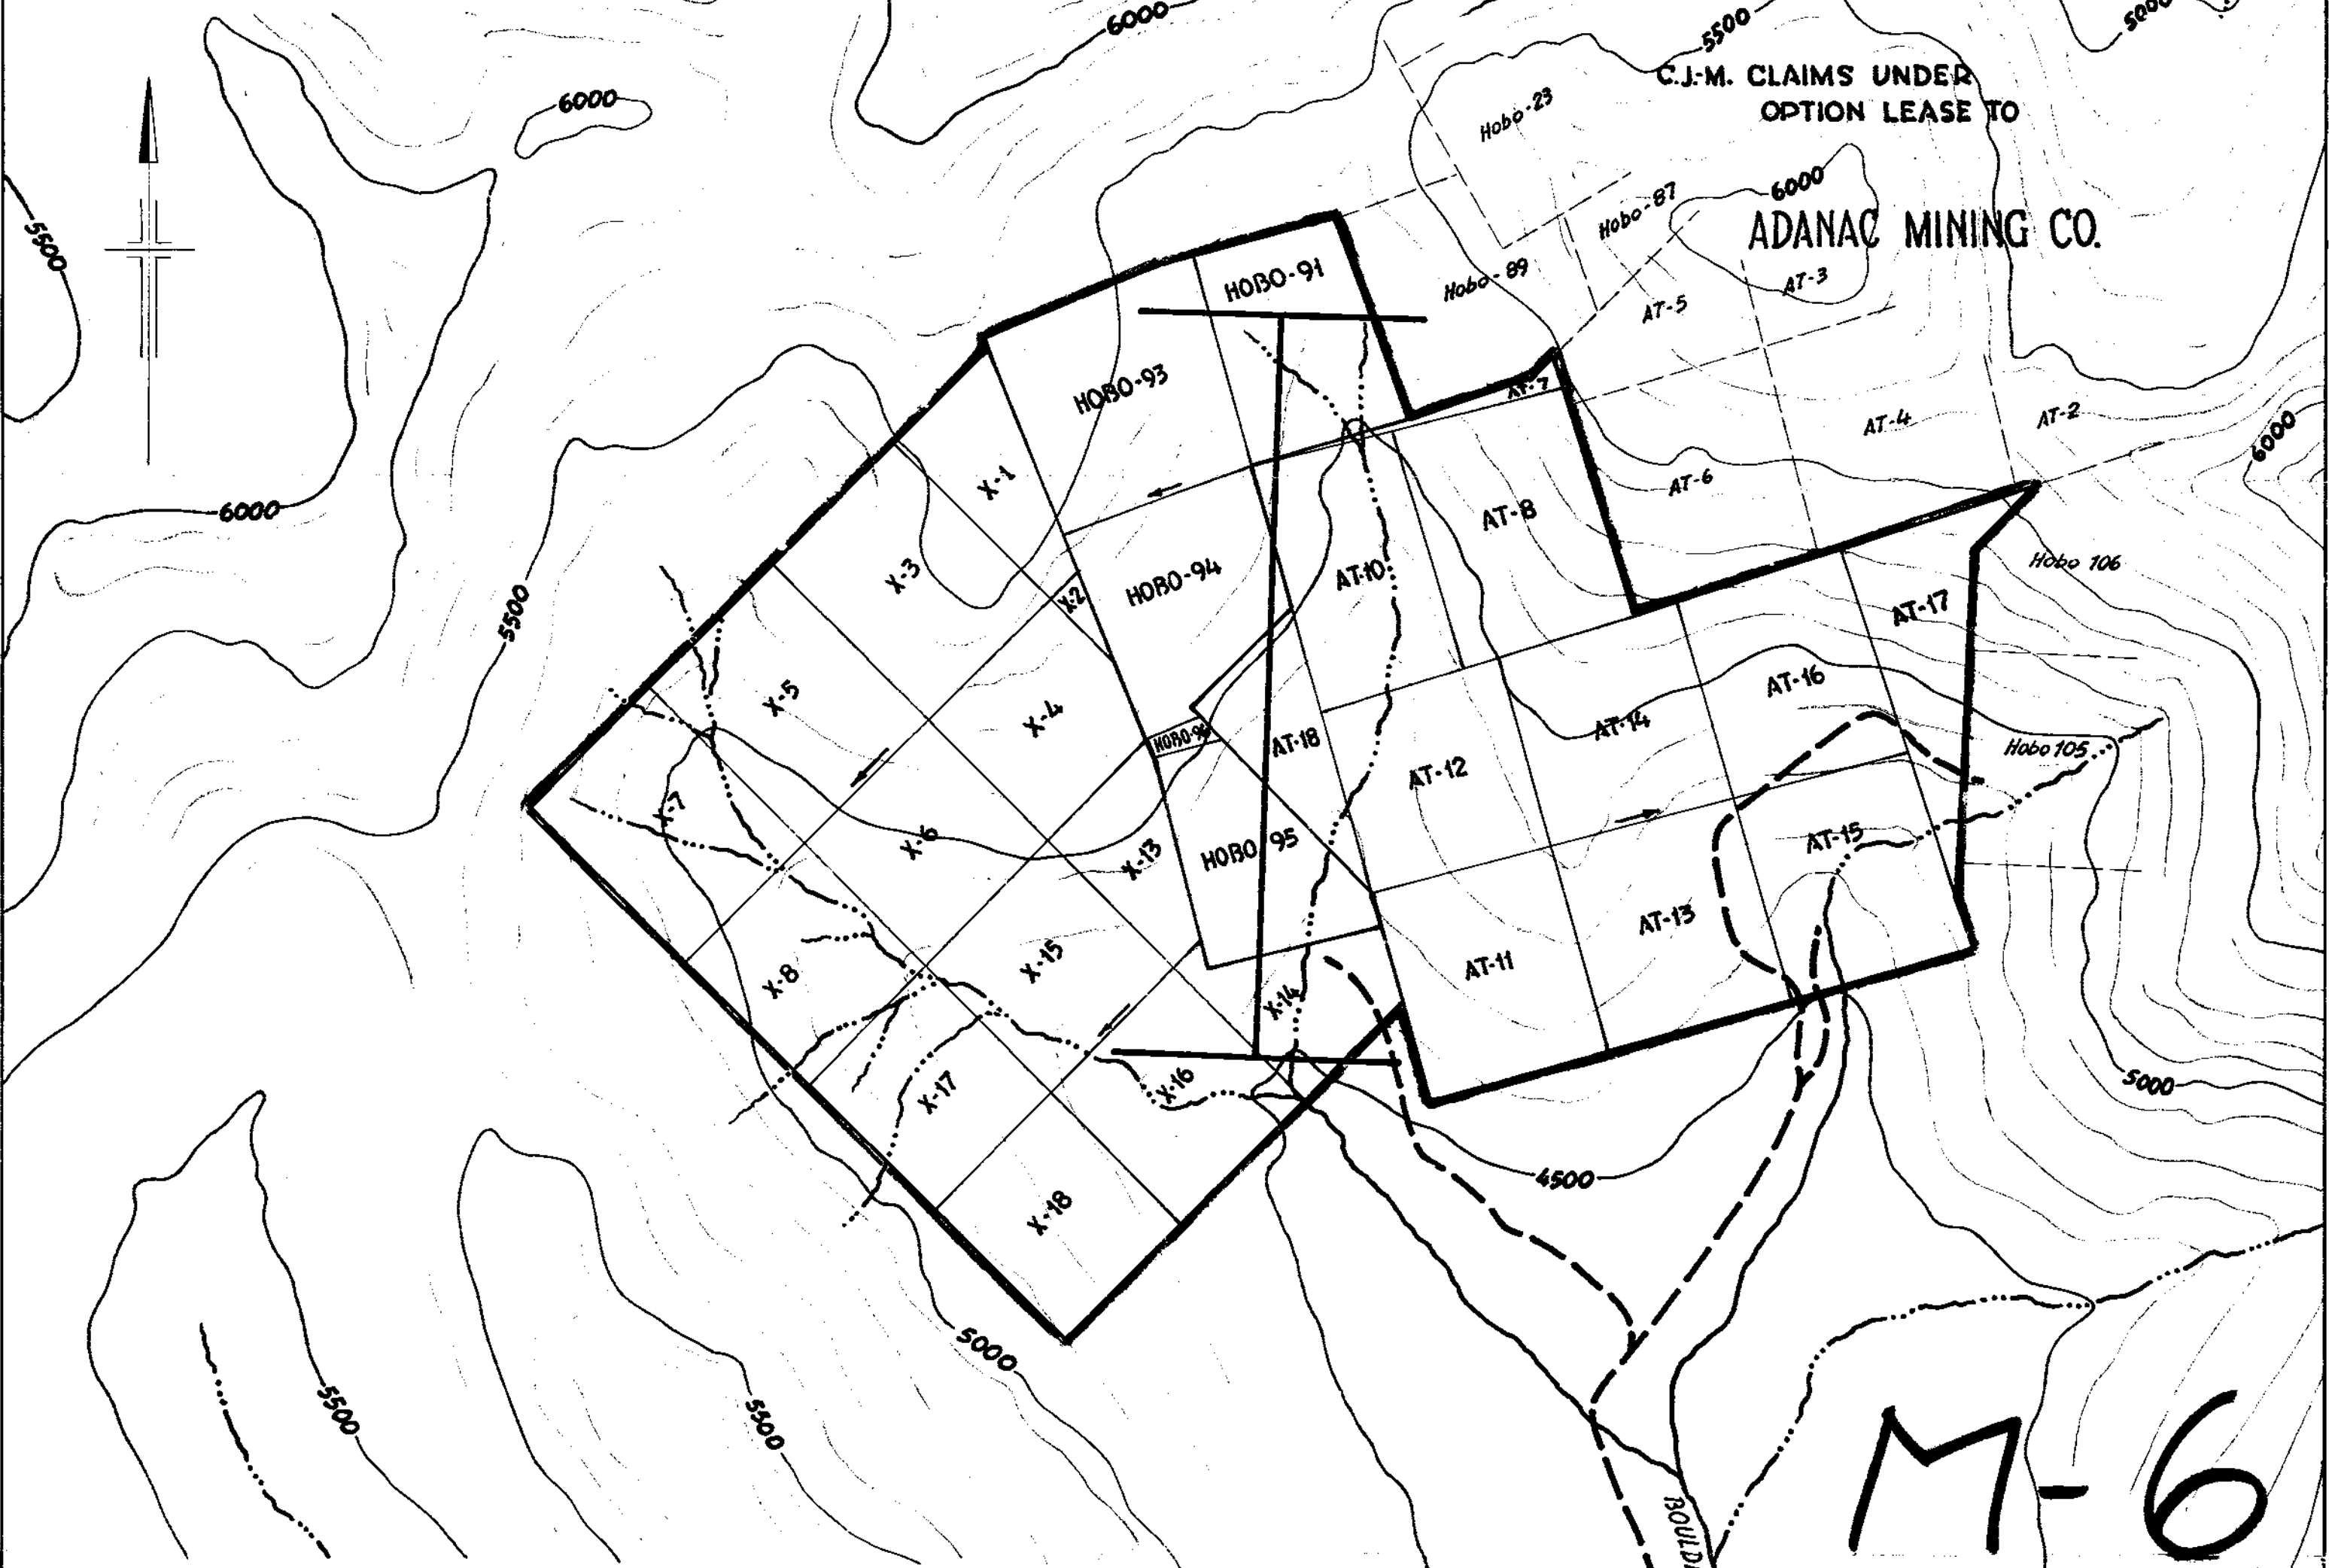 6000
5500
5000
C.J.-M. CLAIMS UNDER
OPTION LEASE TO
6000
Hobo-23
6000
Hobo-87
ADANAC MINING CO.
5500
HOBO-91
Hobo-89
AT-3
AT-5
HOBO-93
AT-7
AT-4
AT-2
6000
X-1
AT-6
6000
AT-8
Hobo 106
X-3
HOBO-94
AT-10
X-2
5500
AT-17
X-5
AT-16
X-4
AT-14
HOBO-96
AT-18
Hobo 105
AT-12
X-7
X-6
X-13
HOBO 95
AT-15
AT-13
X-8
X-15
AT-11
X-14
X-17
X-16
5000
4500
X-18
5000
5500
5500
M-6
BOULD